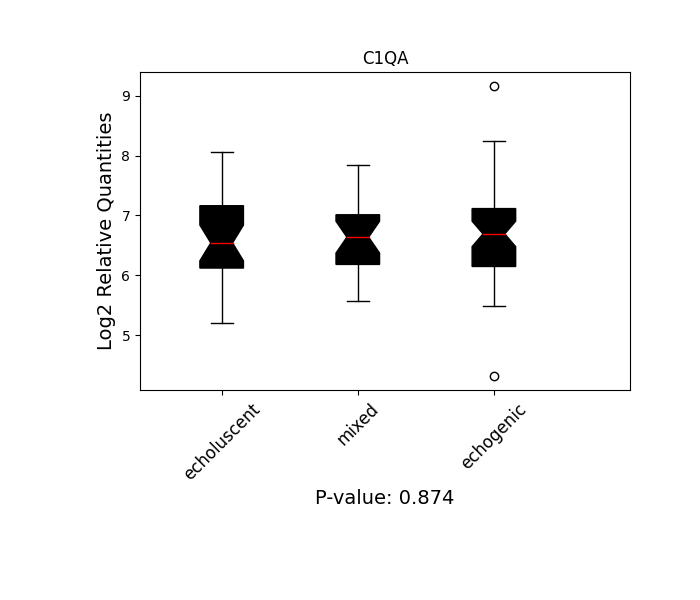 C1QA
Log2 Relative Quantities
9
8
7
6
5
echoluscent
mixed
echogenic
P-value: 0.874